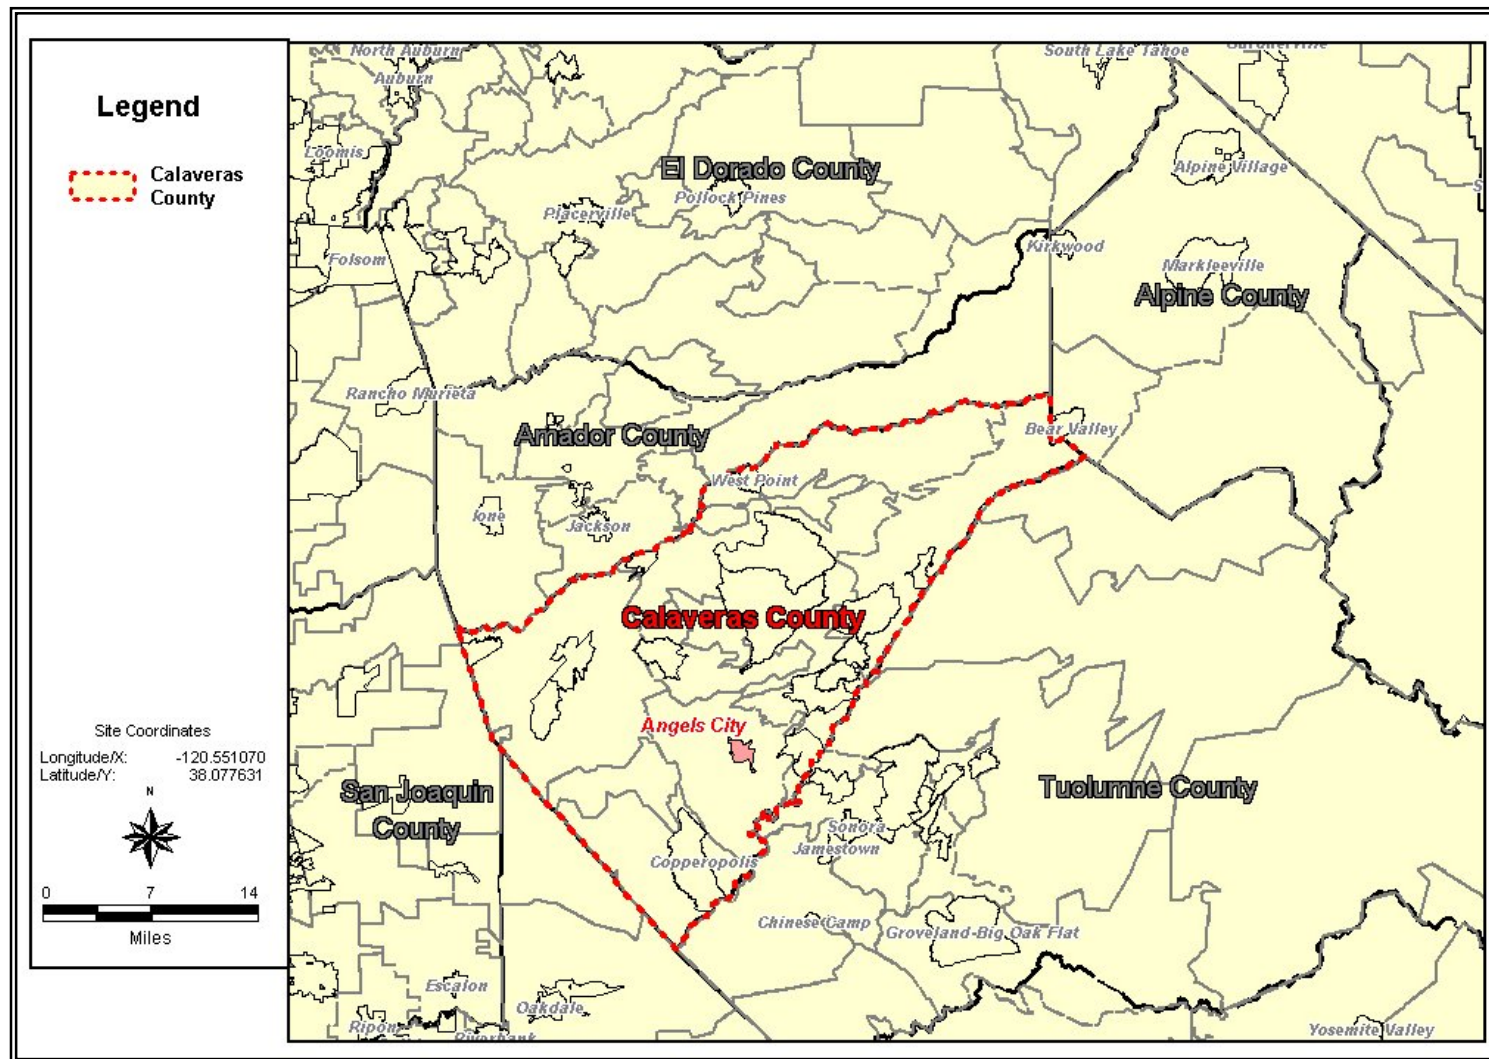 Legend
Calaveras
County
Site Coordinates
Longitude/X: -120.551070
Latitude/Y: 38.077631
N
0 7 14
Miles
North Auburn
Auburn
South Lake Tahoe
Loomis
Alpine Village
El Dorado County
Pollock Pines
Placerville
Folsom
Kirkwood
Markleeville
Alpine County
Rancho Murieta
Amador County
Bear Valley
West Point
Ione
Jackson
Calaveras County
Angels City
San Joaquin
County
Tuolumne County
Sonora
Jamestown
Copperopolis
Chinese Camp
Groveland-Big Oak Flat
Escalon
Oakdale
Ripon
Riverbank
Yosemite Valley